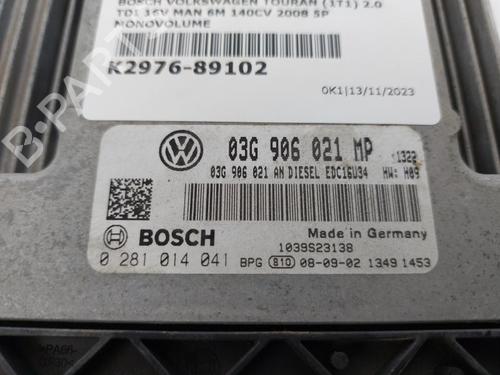 BOSCH VOLKSWAGEN TOURAN (1T1) 2.0
TDI 16V MAN 6M 140CV 2008 5P
MONOVOLUME
K2976-89102
OK1|13/11/2023
03G 906 021 MP -1322
03G 906 021 AN DIESEL EDC16U34 HW: H09
BOSCH Made in Germany
1039S23138
0 281 014 041 BPG 810 08-09-02 1349 1453
>PA66-